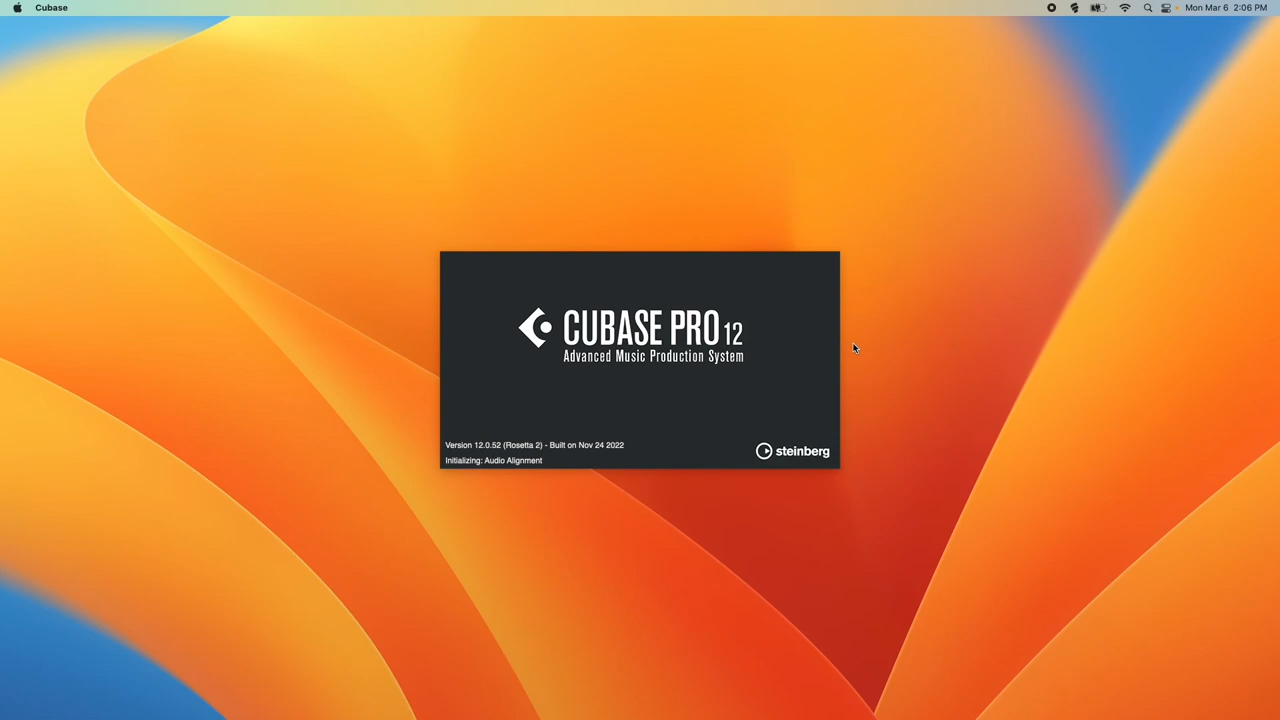 Cubase
Mon Mar 6 2:06 PM
CUBASE PRO 12
Advanced Music Production System
Version 12.0.52 (Rosetta 2) - Built on Nov 24 2022
Initializing: Audio Alignment
steinberg